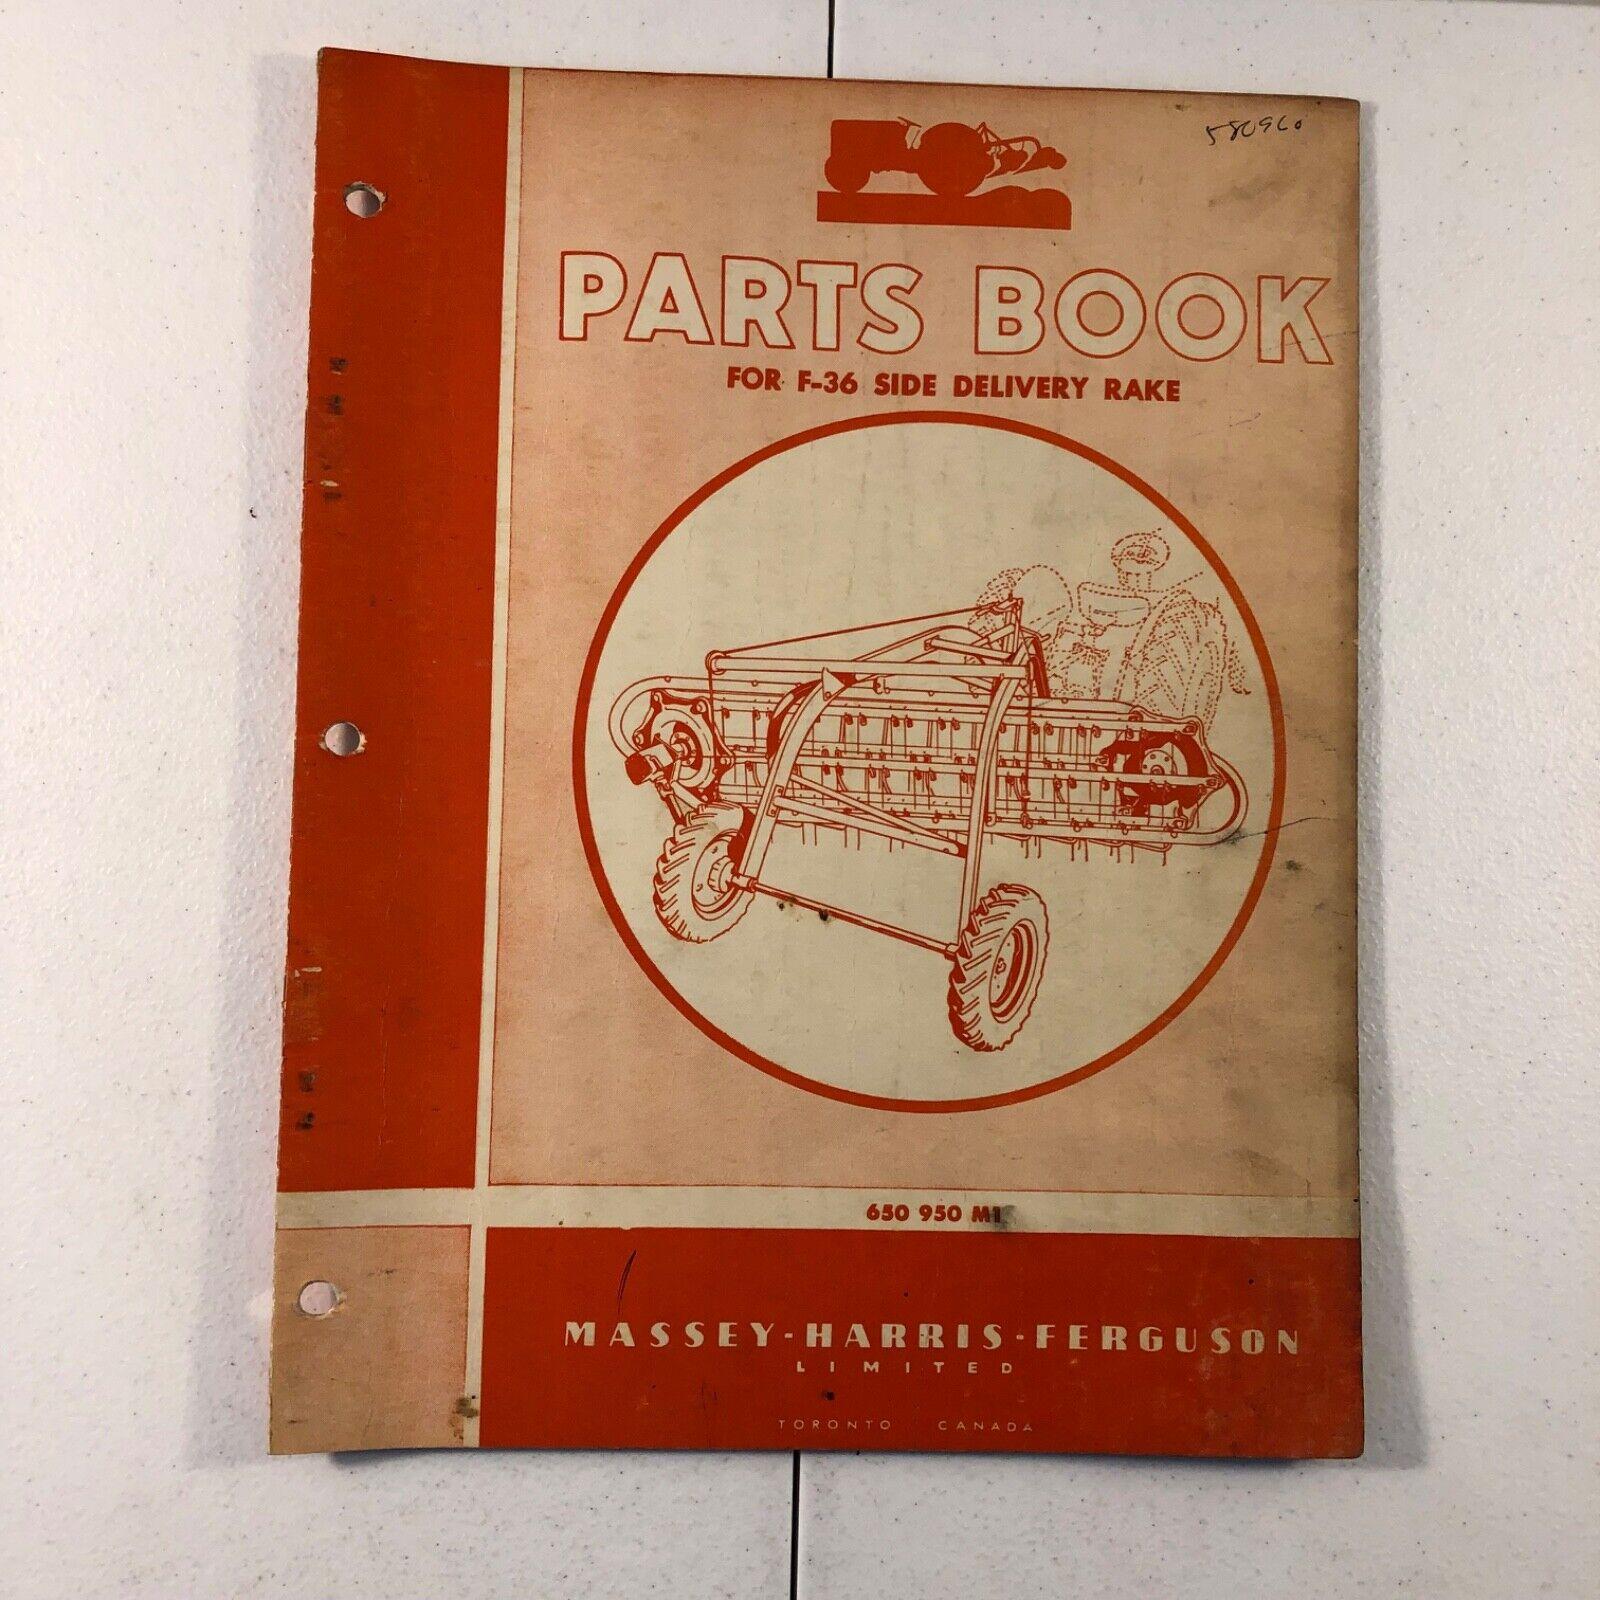 580960
PARTS BOOK
FOR F-36 SIDE DELIVERY RAKE
650 950 M1
MASSEY-HARRIS-FERGUSON
LIMITED
TORONTO CANADA